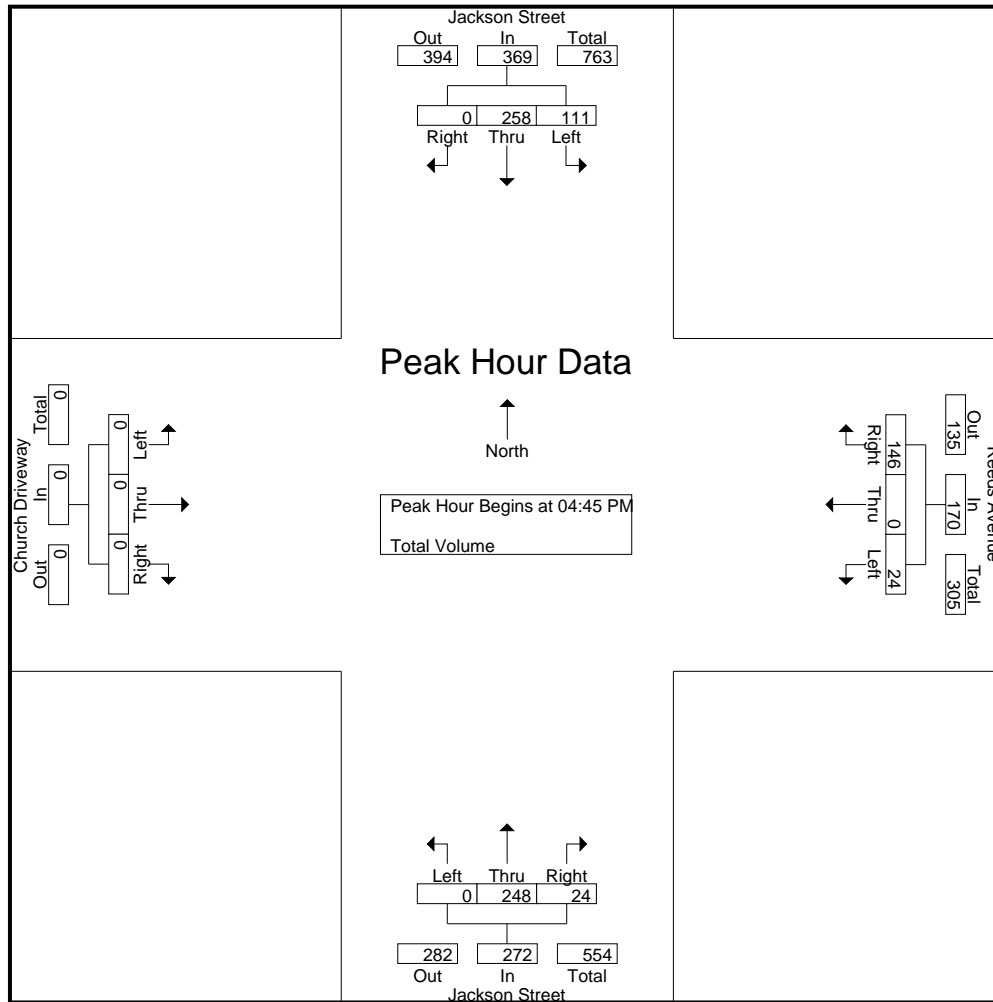 Jackson Street
Out In Total
394 369 763
0 258 111
Right Thru Left
Peak Hour Data
North
Peak Hour Begins at 04:45 PM
Total Volume
Church Driveway
Out In Total
0 0 0
Right Thru Left
0 0 0
Reeds Avenue
Out In Total
135 170 305
146 0 24
Right Thru Left
Left Thru Right
0 248 24
282 272 554
Out In Total
Jackson Street